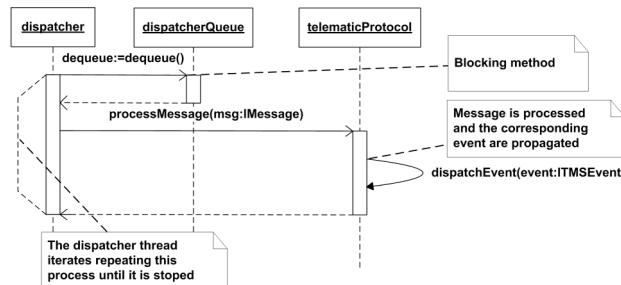 dispatcher
dispatcherQueue
telematicProtocol
dequeue:=dequeue()
Blocking method
processMessage(msg:IMessage)
Message is processed
and the corresponding
event are propagated
dispatchEvent(event:ITMSEvent
The dispatcher thread
iterates repeating this
process until it is stoped